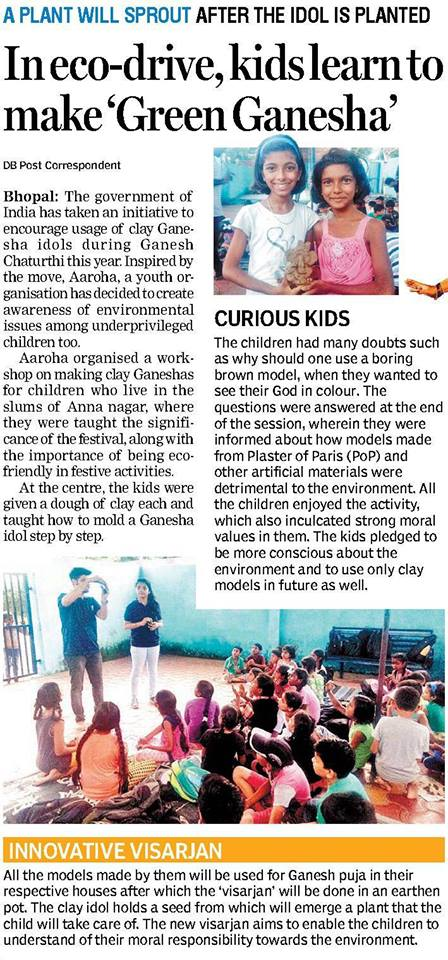 A PLANT WILL SPROUT AFTER THE IDOL IS PLANTED
In eco-drive, kids learn to
make ‘Green Ganesha’
DB Post Correspondent
Bhopal: The government of
India has taken an initiative to
encourage usage of clay Gane-
sha idols during Ganesh
Chaturthi this year. Inspired by
the move, Aaroha, a youth or-
ganisation has decided to create
awareness of environmental
issues among underprivileged
children too.
Aaroha organised a work-
shop on making clay Ganeshas
for children who live in the
slums of Anna nagar, where
they were taught the signifi-
cance of the festival, along with
the importance of being eco-
friendly in festive activities.
At the centre, the kids were
given a dough of clay each and
taught how to mold a Ganesha
idol step by step.
CURIOUS KIDS
The children had many doubts such
as why should one use a boring
brown model, when they wanted to
see their God in colour. The
questions were answered at the end
of the session, wherein they were
informed about how models made
from Plaster of Paris (PoP) and
other artificial materials were
detrimental to the environment. All
the children enjoyed the activity,
which also inculcated strong moral
values in them. The kids pledged to
be more conscious about the
environment and to use only clay
models in future as well.
INNOVATIVE VISARJAN
All the models made by them will be used for Ganesh puja in their
respective houses after which the ‘visarjan’ will be done in an earthen
pot. The clay idol holds a seed from which will emerge a plant that the
child will take care of. The new visarjan aims to enable the children to
understand of their moral responsibility towards the environment.